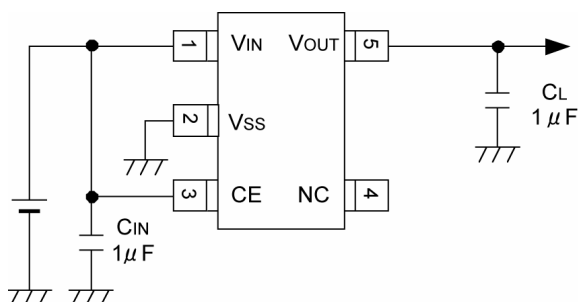 1 VIN VOUT 5
2 VSS
3 CE NC 4
CIN
1μF
CL
1μF